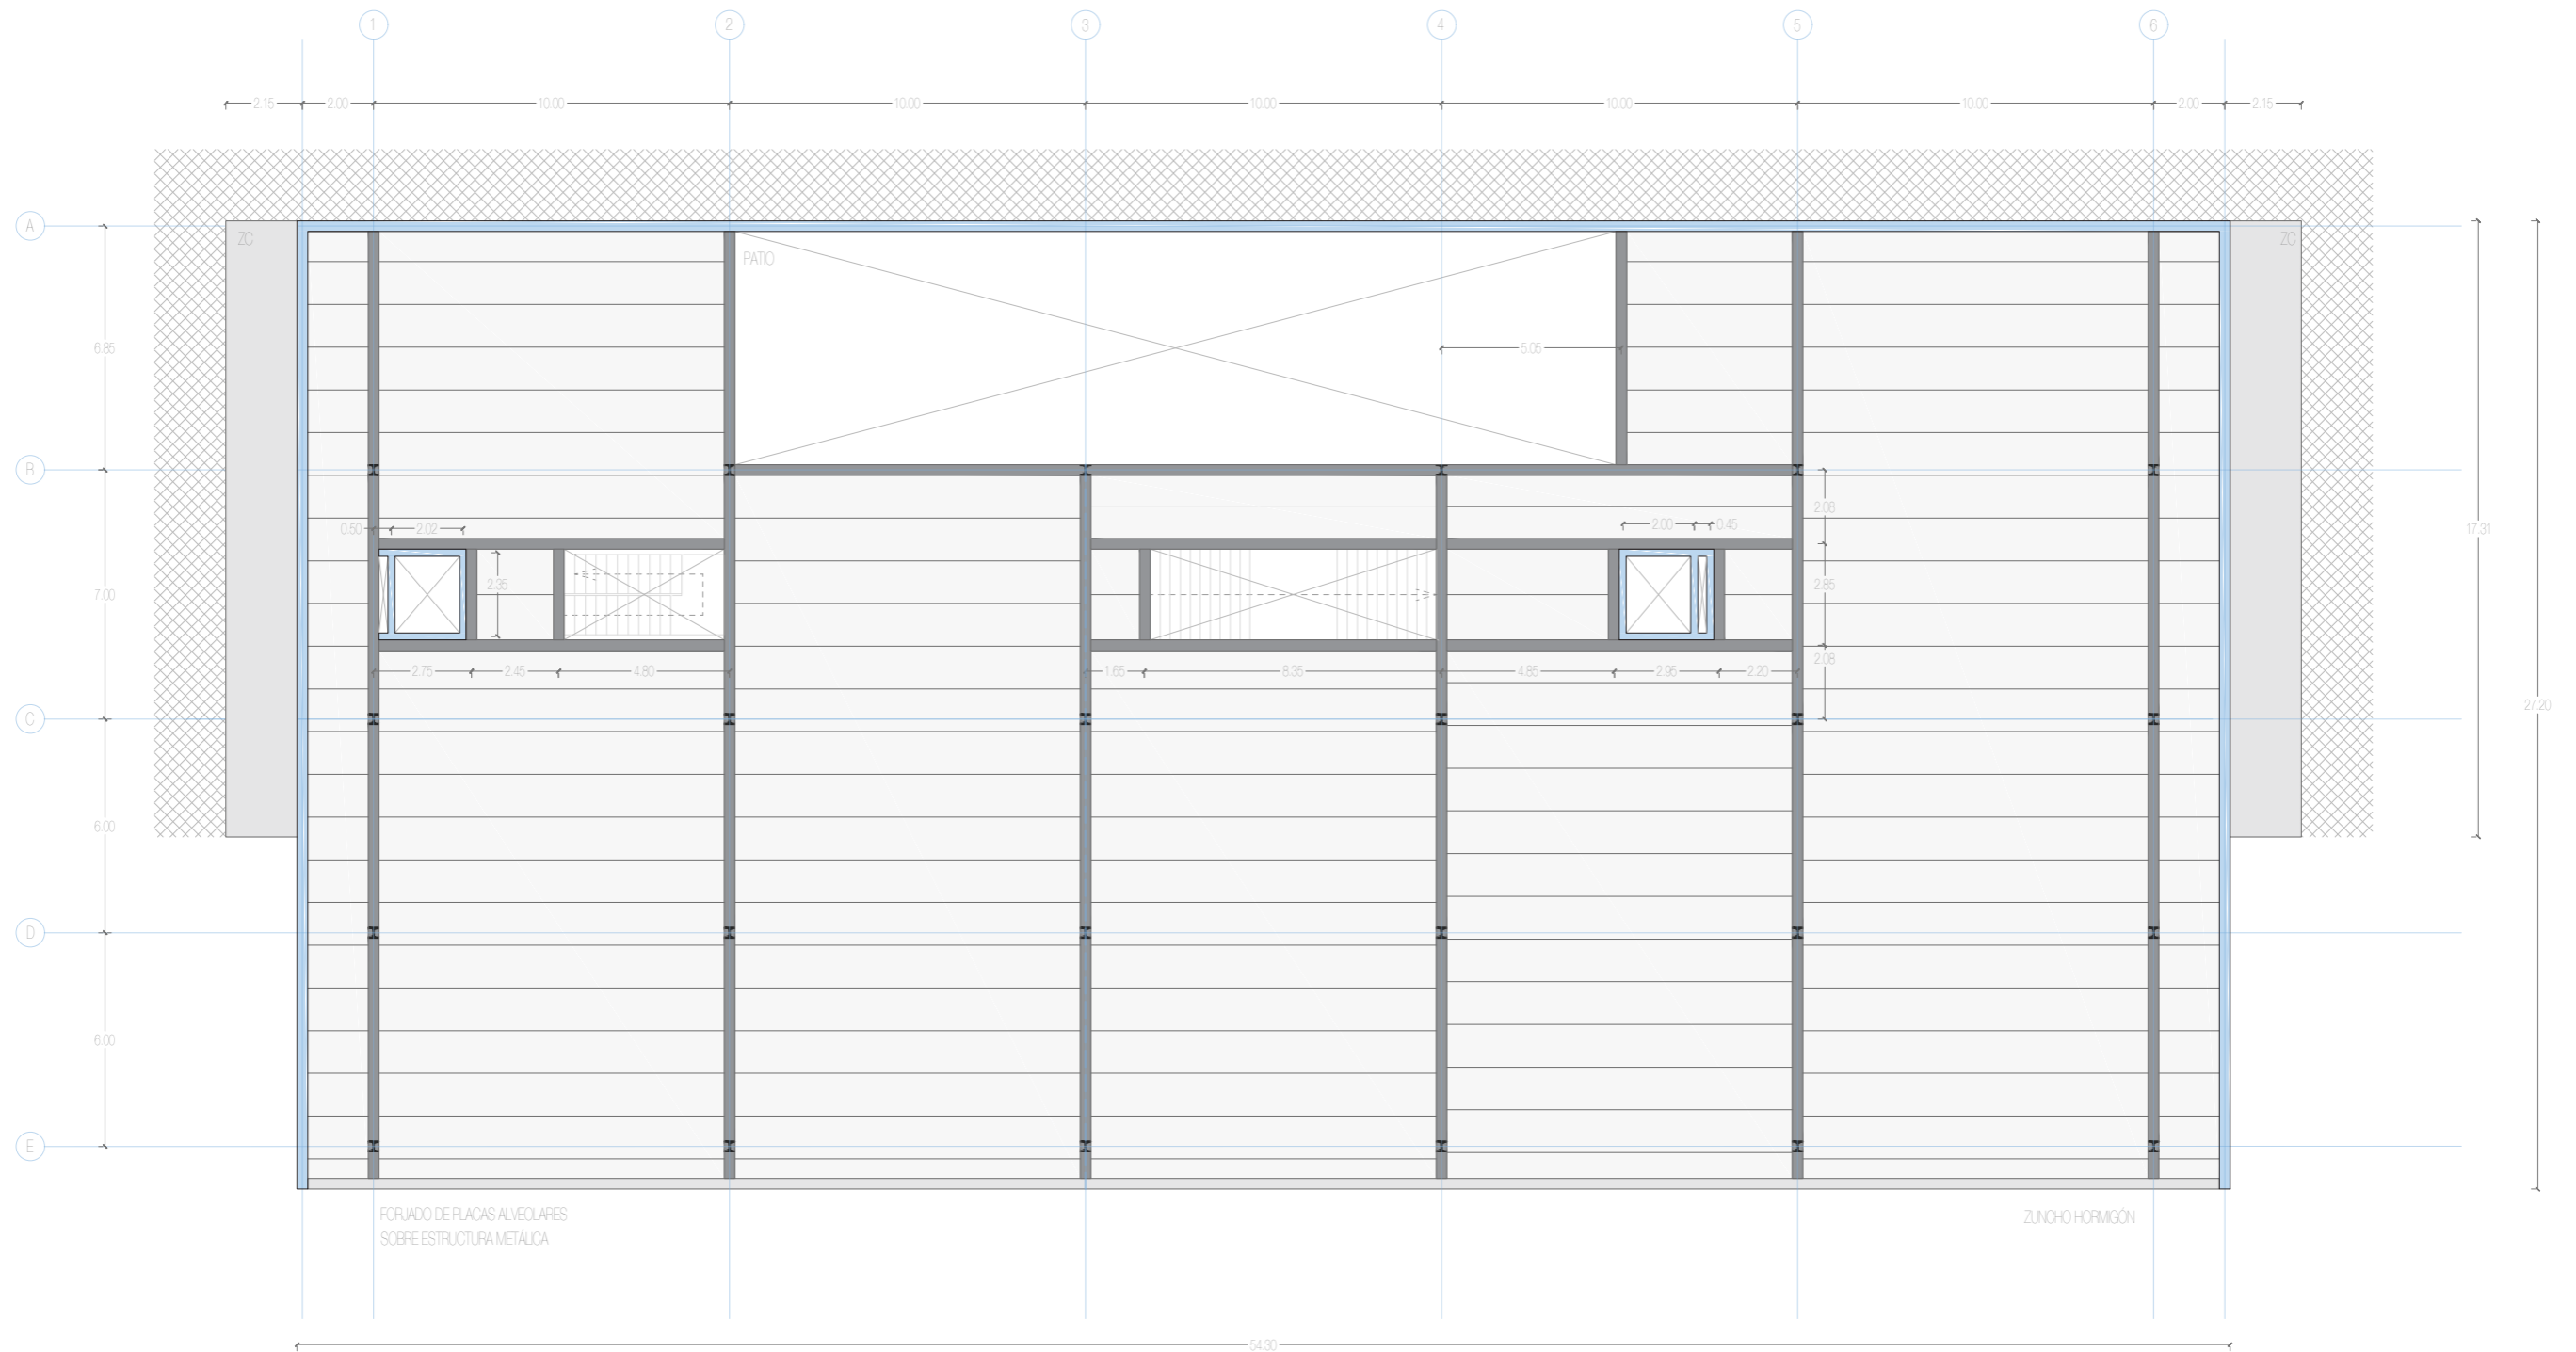 1 2 3 4 5 6
2.15 2.00 10.00 10.00 10.00 10.00 10.00 2.00 2.15
A
ZC ZC
PATIO
6.85 5.05
B
2.08
0.50 2.02 2.00 0.45
17.31
7.00 2.35 2.85
2.08
2.75 2.45 4.80 1.65 8.35 4.85 2.95 2.20
27.20
C
6.00
D
6.00
E
FORJADO DE PLACAS ALVEOLARES
SOBRE ESTRUCTURA METÁLICA
ZUNCHO HORMIGÓN
54.30